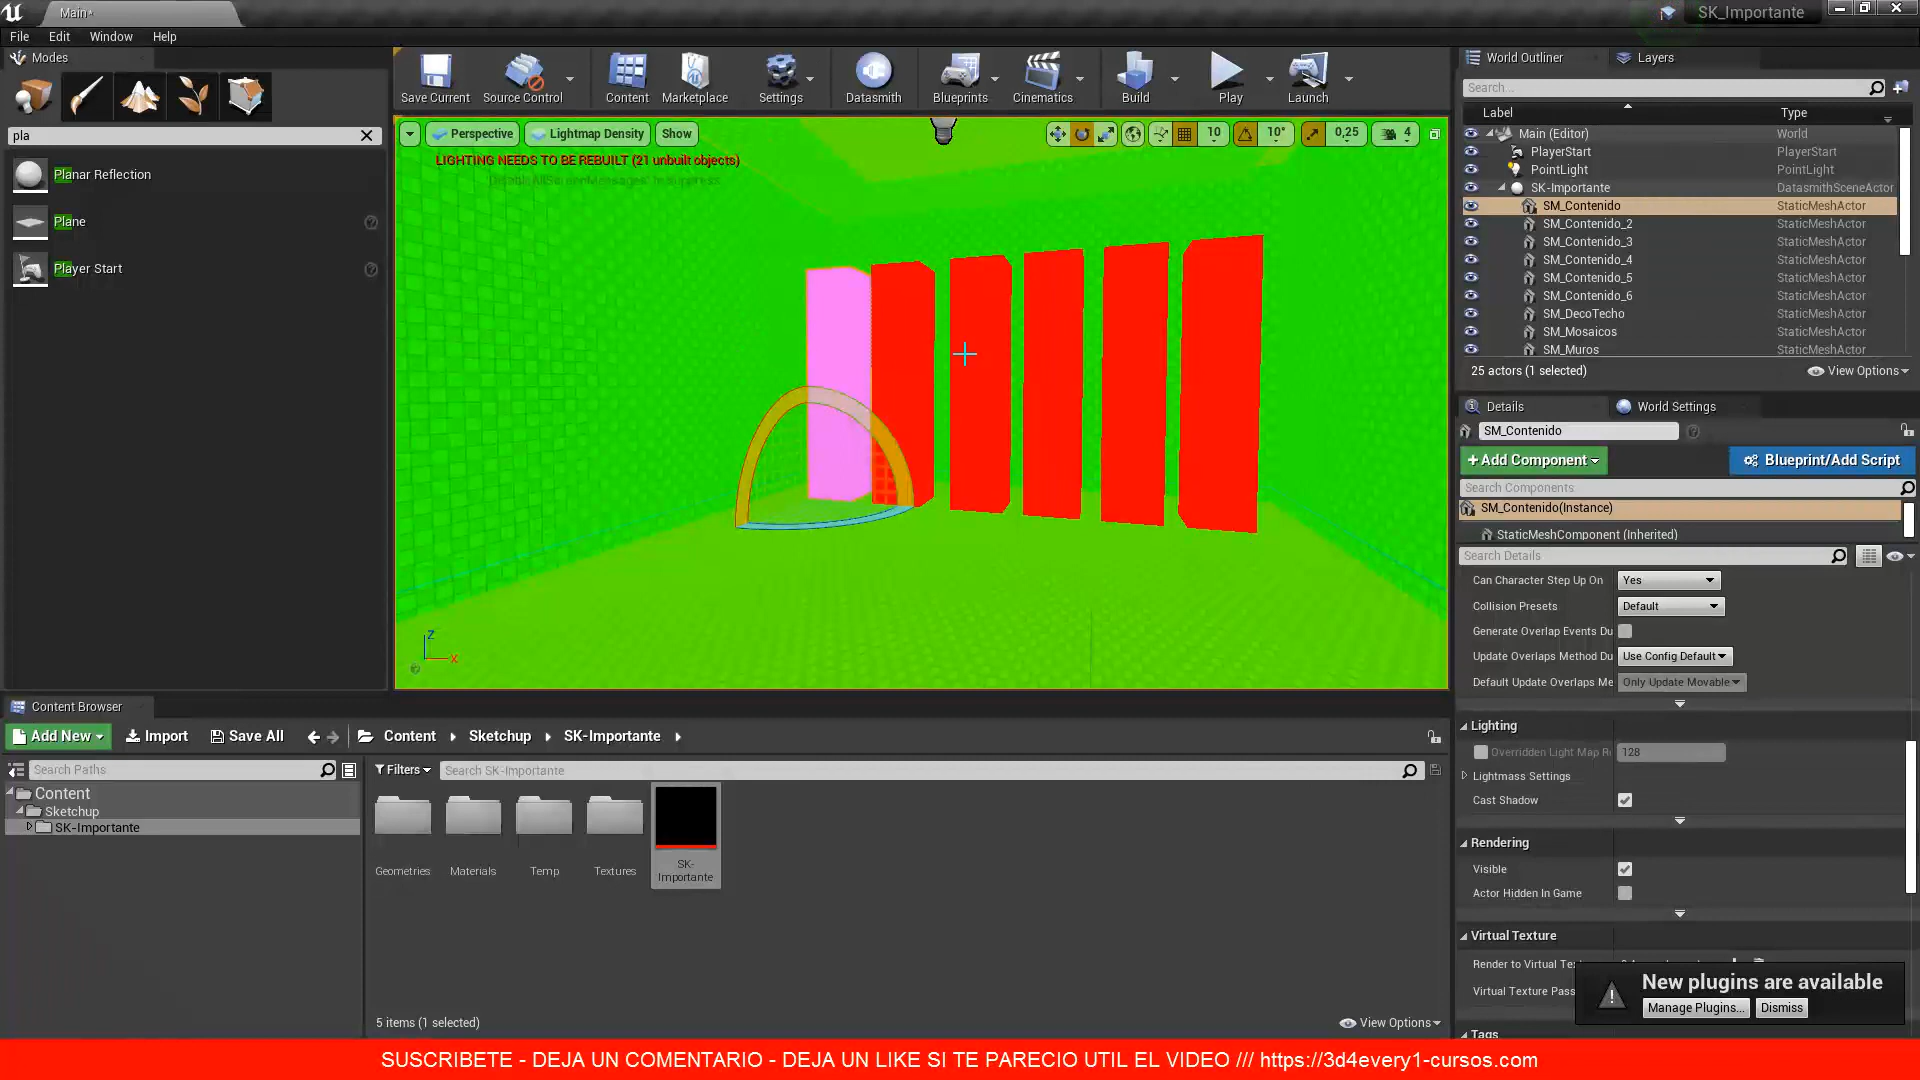 Main*
SK_Importante
File Edit Window Help
Modes
pla
Planar Reflection
Plane
Player Start
Save Current Source Control Content Marketplace Settings Datasmith Blueprints Cinematics Build Play Launch
Perspective Lightmap Density Show
10 10° 0,25 4
LIGHTING NEEDS TO BE REBUILT (21 unbuilt objects)
'DisableAllScreenMessages' to suppress
Z
X
World Outliner Layers
Search...
Label Type
Main (Editor) World
PlayerStart PlayerStart
PointLight PointLight
SK-Importante DatasmithSceneActor
SM_Contenido StaticMeshActor
SM_Contenido_2 StaticMeshActor
SM_Contenido_3 StaticMeshActor
SM_Contenido_4 StaticMeshActor
SM_Contenido_5 StaticMeshActor
SM_Contenido_6 StaticMeshActor
SM_DecoTecho StaticMeshActor
SM_Mosaicos StaticMeshActor
SM_Muros StaticMeshActor
25 actors (1 selected) View Options
Details World Settings
SM_Contenido
+ Add Component Blueprint/Add Script
Search Components
SM_Contenido(Instance)
StaticMeshComponent (Inherited)
Search Details
Can Character Step Up On Yes
Collision Presets Default
Generate Overlap Events Du
Update Overlaps Method Du Use Config Default
Default Update Overlaps Me Only Update Movable
Lighting
Overridden Light Map R 128
Lightmass Settings
Cast Shadow
Rendering
Visible
Actor Hidden In Game
Virtual Texture
Render to Virtual Te
Virtual Texture Pass
Tags
New plugins are available
Manage Plugins... Dismiss
Content Browser
Add New Import Save All Content Sketchup SK-Importante
Search Paths
Filters Search SK-Importante
Content
Sketchup
SK-Importante
Geometries Materials Temp Textures SK-
Importante
5 items (1 selected) View Options
SUSCRIBETE - DEJA UN COMENTARIO - DEJA UN LIKE SI TE PARECIO UTIL EL VIDEO /// https://3d4every1-cursos.com